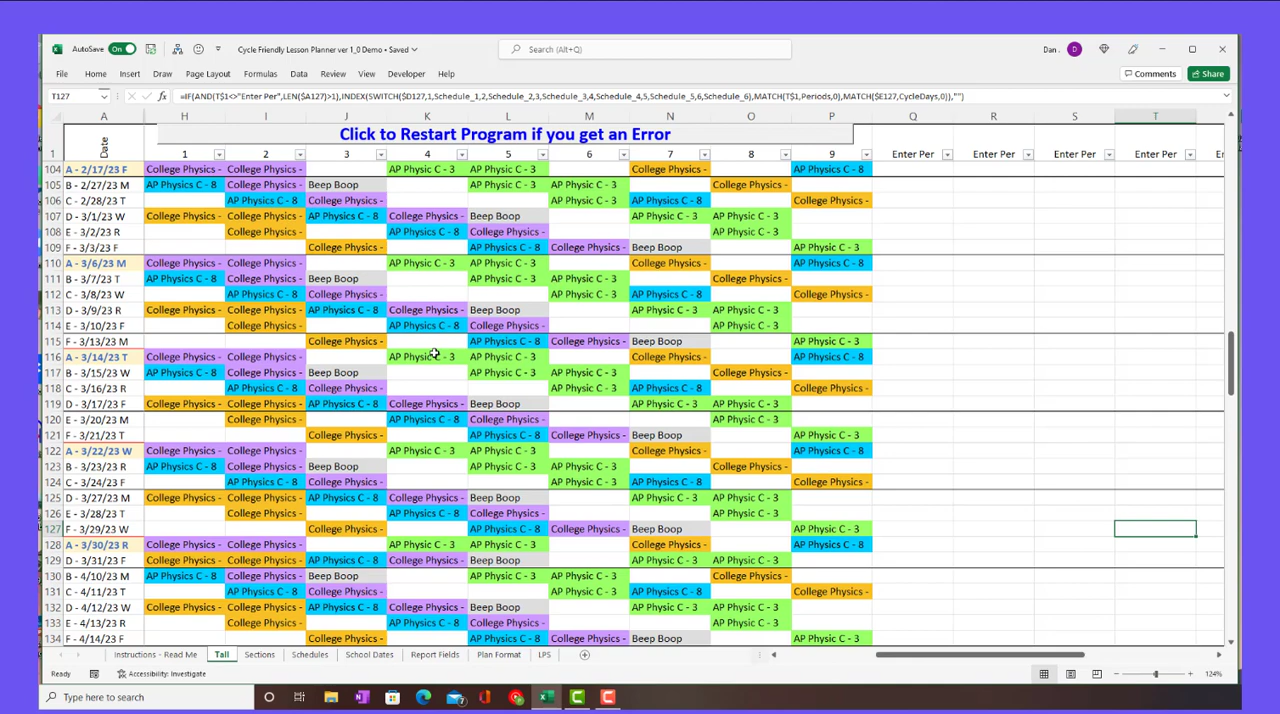 AutoSave On Cycle Friendly Lesson Planner ver 1_0 Demo • Saved Search (Alt+Q) Dan . D
File Home Insert Draw Page Layout Formulas Data Review View Developer Help Comments Share
T127 fx =IF(AND(T$1<>"Enter Per",LEN($A127)>1),INDEX(SWITCH($D127,1,Schedule_1,2,Schedule_2,3,Schedule_3,4,Schedule_4,5,Schedule_5,6,Schedule_6),MATCH(T$1,Periods,0),MATCH($E127,CycleDays,0)),"")
A H I J K L M N O P Q R S T
Click to Restart Program if you get an Error
1 Date 1 2 3 4 5 6 7 8 9 Enter Per Enter Per Enter Per Enter Per Enter Per
104 A - 2/17/23 F College Physics - College Physics - AP Physic C - 3 AP Physic C - 3 College Physics - AP Physics C - 8
105 B - 2/27/23 M AP Physics C - 8 College Physics - Beep Boop AP Physic C - 3 AP Physic C - 3 College Physics -
106 C - 2/28/23 T AP Physics C - 8 College Physics - AP Physic C - 3 AP Physics C - 8 College Physics -
107 D - 3/1/23 W College Physics - College Physics - AP Physics C - 8 College Physics - Beep Boop AP Physic C - 3 AP Physic C - 3
108 E - 3/2/23 R College Physics - AP Physics C - 8 College Physics - AP Physic C - 3
109 F - 3/3/23 F College Physics - AP Physics C - 8 College Physics - Beep Boop AP Physic C - 3
110 A - 3/6/23 M College Physics - College Physics - AP Physic C - 3 AP Physic C - 3 College Physics - AP Physics C - 8
111 B - 3/7/23 T AP Physics C - 8 College Physics - Beep Boop AP Physic C - 3 AP Physic C - 3 College Physics -
112 C - 3/8/23 W AP Physics C - 8 College Physics - AP Physic C - 3 AP Physics C - 8 College Physics -
113 D - 3/9/23 R College Physics - College Physics - AP Physics C - 8 College Physics - Beep Boop AP Physic C - 3 AP Physic C - 3
114 E - 3/10/23 F College Physics - AP Physics C - 8 College Physics - AP Physic C - 3
115 F - 3/13/23 M College Physics - AP Physics C - 8 College Physics - Beep Boop AP Physic C - 3
116 A - 3/14/23 T College Physics - College Physics - AP Physic C - 3 AP Physic C - 3 College Physics - AP Physics C - 8
117 B - 3/15/23 W AP Physics C - 8 College Physics - Beep Boop AP Physic C - 3 AP Physic C - 3 College Physics -
118 C - 3/16/23 R AP Physics C - 8 College Physics - AP Physic C - 3 AP Physics C - 8 College Physics -
119 D - 3/17/23 F College Physics - College Physics - AP Physics C - 8 College Physics - Beep Boop AP Physic C - 3 AP Physic C - 3
120 E - 3/20/23 M College Physics - AP Physics C - 8 College Physics - AP Physic C - 3
121 F - 3/21/23 T College Physics - AP Physics C - 8 College Physics - Beep Boop AP Physic C - 3
122 A - 3/22/23 W College Physics - College Physics - AP Physic C - 3 AP Physic C - 3 College Physics - AP Physics C - 8
123 B - 3/23/23 R AP Physics C - 8 College Physics - Beep Boop AP Physic C - 3 AP Physic C - 3 College Physics -
124 C - 3/24/23 F AP Physics C - 8 College Physics - AP Physic C - 3 AP Physics C - 8 College Physics -
125 D - 3/27/23 M College Physics - College Physics - AP Physics C - 8 College Physics - Beep Boop AP Physic C - 3 AP Physic C - 3
126 E - 3/28/23 T College Physics - AP Physics C - 8 College Physics - AP Physic C - 3
127 F - 3/29/23 W College Physics - AP Physics C - 8 College Physics - Beep Boop AP Physic C - 3
128 A - 3/30/23 R College Physics - College Physics - AP Physic C - 3 AP Physic C - 3 College Physics - AP Physics C - 8
129 D - 3/31/23 F College Physics - College Physics - AP Physics C - 8 College Physics - Beep Boop AP Physic C - 3 AP Physic C - 3
130 B - 4/10/23 M AP Physics C - 8 College Physics - Beep Boop AP Physic C - 3 AP Physic C - 3 College Physics -
131 C - 4/11/23 T AP Physics C - 8 College Physics - AP Physic C - 3 AP Physics C - 8 College Physics -
132 D - 4/12/23 W College Physics - College Physics - AP Physics C - 8 College Physics - Beep Boop AP Physic C - 3 AP Physic C - 3
133 E - 4/13/23 R College Physics - AP Physics C - 8 College Physics - AP Physic C - 3
134 F - 4/14/23 F College Physics - AP Physics C - 8 College Physics - Beep Boop AP Physic C - 3
Instructions - Read Me Tall Sections Schedules School Dates Report Fields Plan Format LPS
Ready Accessibility: Investigate 124%
Type here to search